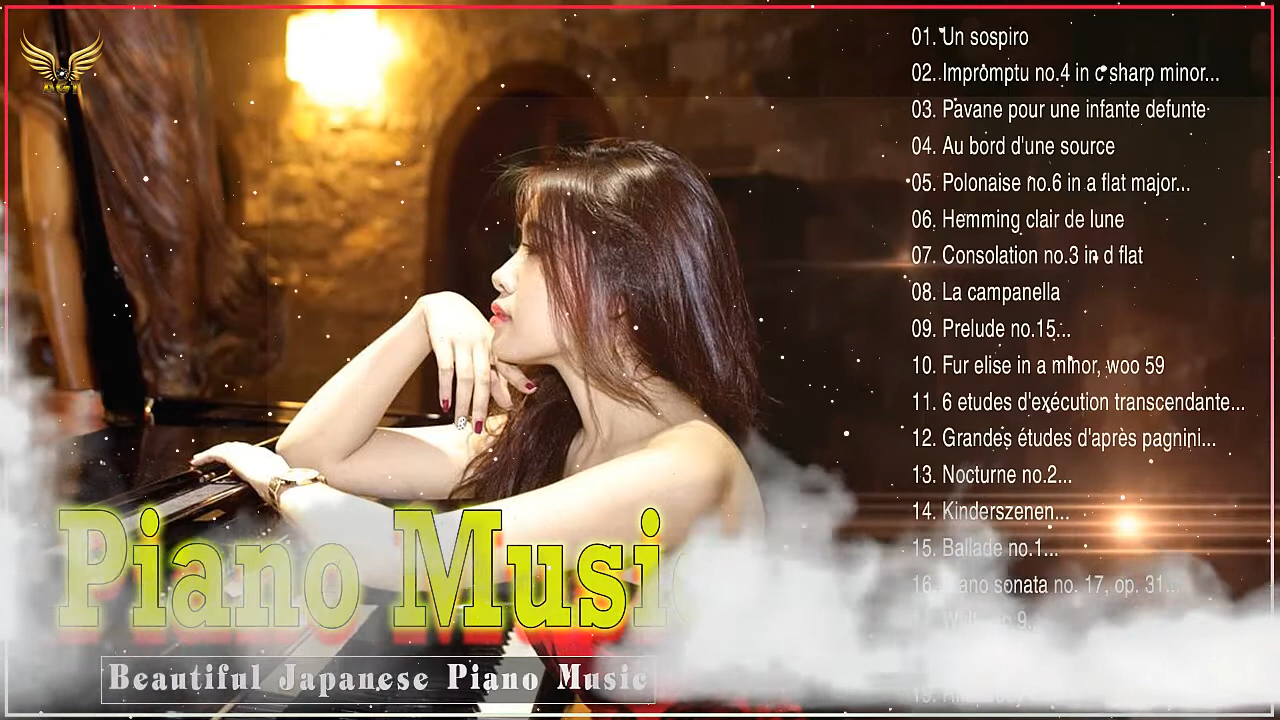 AGT
01. Un sospiro
02. Impromptu no.4 in c sharp minor...
03. Pavane pour une infante defunte
04. Au bord d'une source
05. Polonaise no.6 in a flat major...
06. Hemming clair de lune
07. Consolation no.3 in d flat
08. La campanella
09. Prelude no.15...
10. Fur elise in a minor, woo 59
11. 6 etudes d'exécution transcendante...
12. Grandes études d'après pagnini...
13. Nocturne no.2...
14. Kinderszenen...
15. Ballade no.1...
16. Piano sonata no. 17, op. 31...
Piano Music
Beautiful Japanese Piano Music